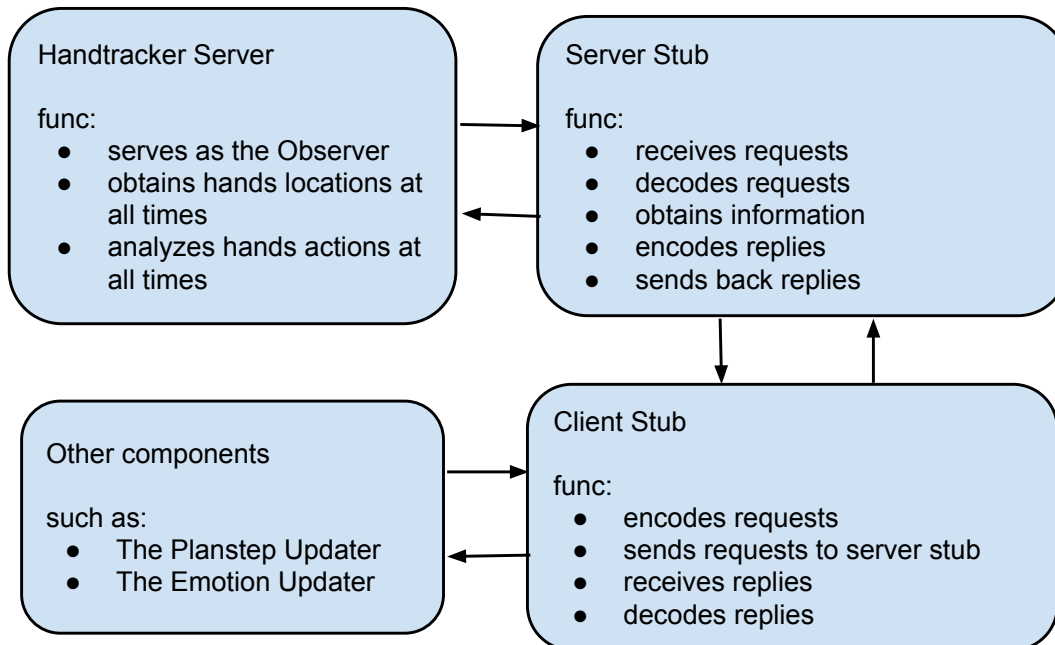 Handtracker Server
func:
● serves as the Observer
● obtains hands locations at
all times
● analyzes hands actions at
all times
Server Stub
func:
● receives requests
● decodes requests
● obtains information
● encodes replies
● sends back replies
Other components
such as:
● The Planstep Updater
● The Emotion Updater
Client Stub
func:
● encodes requests
● sends requests to server stub
● receives replies
● decodes replies